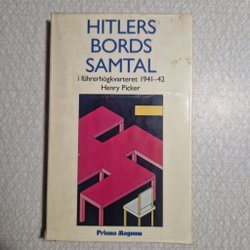 HITLERS
BORDS
SAMTAL
i führerhögkvarteret 1941–42
Henry Picker
Prisma Magnum